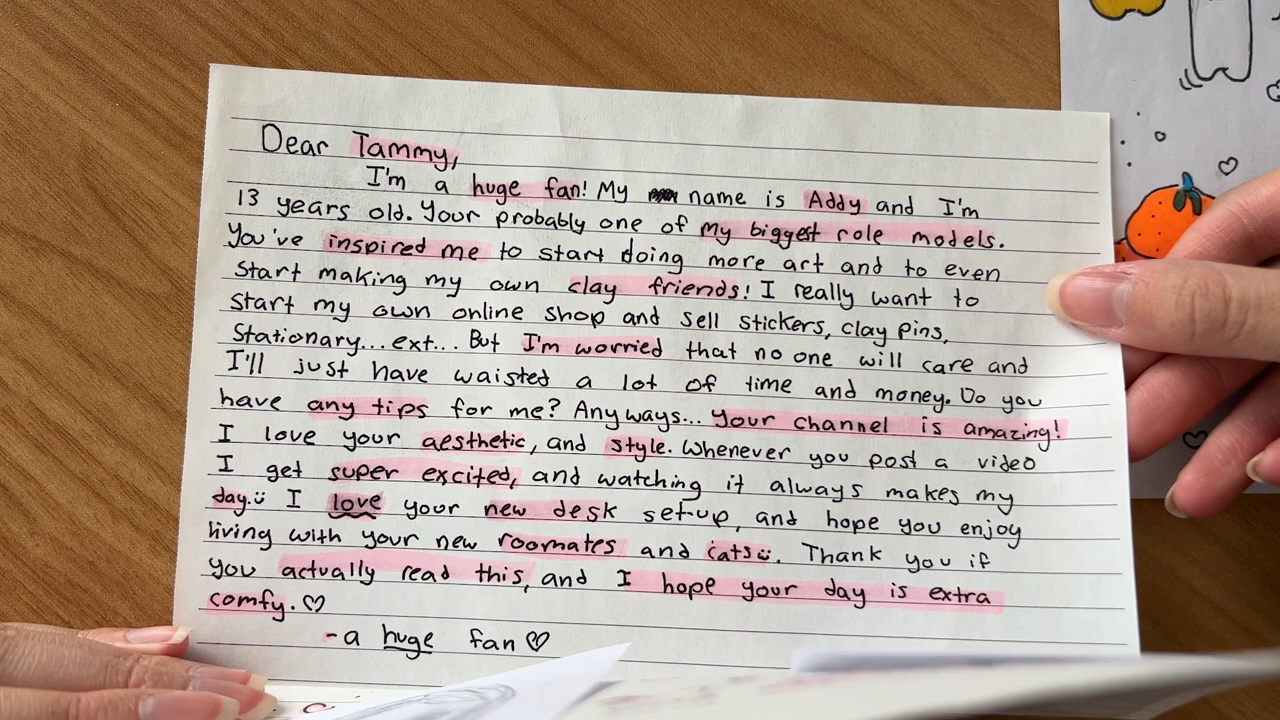 Dear Tammy,
I'm a huge fan! My name is Addy and I'm
13 years old. Your probably one of my biggest role models.
You've inspired me to start doing more art and to even
start making my own clay friends! I really want to
start my own online shop and sell stickers, clay pins,
Stationary...ext... But I'm worried that no one will care and
I'll just have waisted a lot of time and money. Do you
have any tips for me? Anyways... Your channel is amazing!
I love your aesthetic, and style. Whenever you post a video
I get super excited, and watching it always makes my
day.ü I love your new desk set-up, and hope you enjoy
living with your new roomates and cats ü. Thank you if
you actually read this, and I hope your day is extra
comfy. ♡
- a huge fan ♡